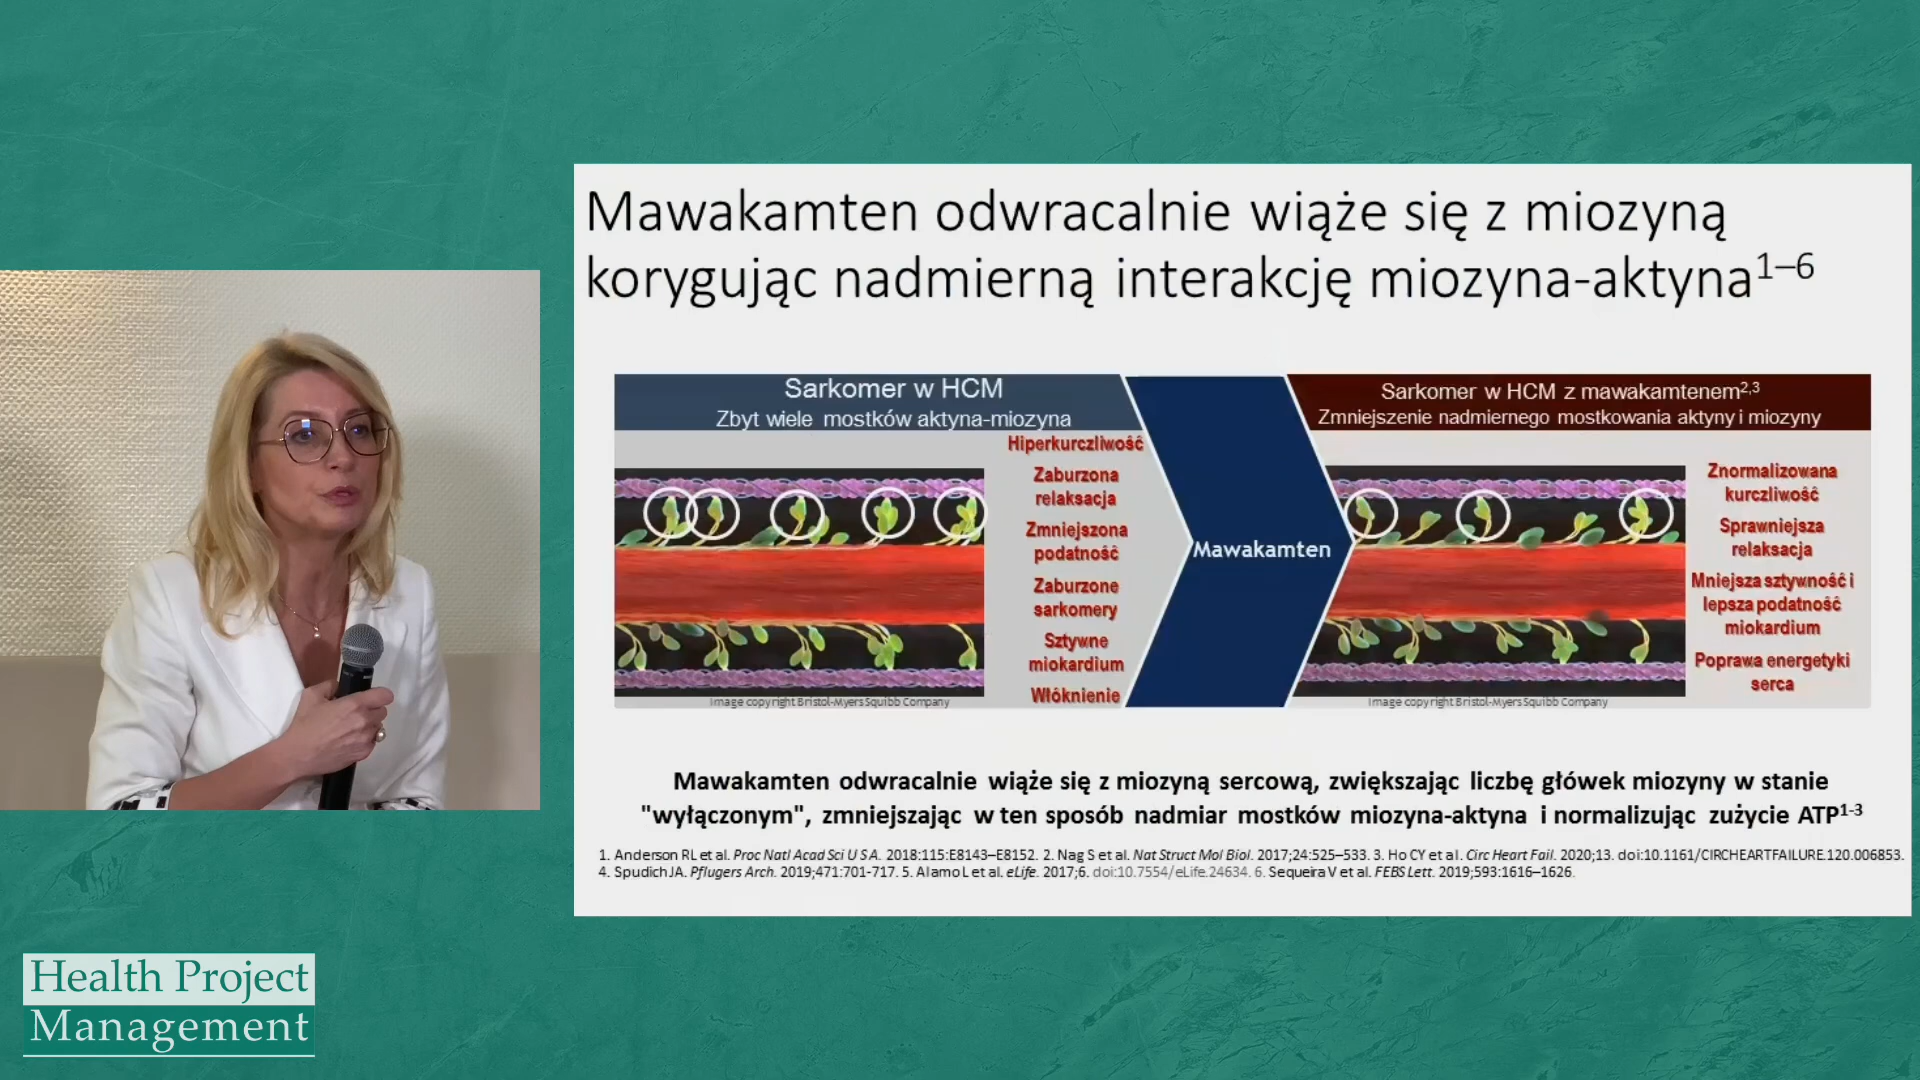 Mawakamten odwracalnie wiąże się z miozyną
korygując nadmierną interakcję miozyna-aktyna1–6
Sarkomer w HCM
Zbyt wiele mostków aktyna-miozyna
Hiperkurczliwość
Zaburzona
relaksacja
Zmniejszona
podatność
Zaburzone
sarkomery
Sztywne
miokardium
Włóknienie
Image copyright Bristol-Myers Squibb Company
Mawakamten
Sarkomer w HCM z mawakamtenem2,3
Zmniejszenie nadmiernego mostkowania aktyny i miozyny
Znormalizowana
kurczliwość
Sprawniejsza
relaksacja
Mniejsza sztywność i
lepsza podatność
miokardium
Poprawa energetyki
serca
Image copyright Bristol-Myers Squibb Company
Mawakamten odwracalnie wiąże się z miozyną sercową, zwiększając liczbę główek miozyny w stanie
"wyłączonym", zmniejszając w ten sposób nadmiar mostków miozyna-aktyna i normalizując zużycie ATP1-3
1. Anderson RL et al. Proc Natl Acad Sci U S A. 2018:115:E8143–E8152. 2. Nag S et al. Nat Struct Mol Biol. 2017;24:525–533. 3. Ho CY et al. Circ Heart Fail. 2020;13. doi:10.1161/CIRCHEARTFAILURE.120.006853.
4. Spudich JA. Pflugers Arch. 2019;471:701-717. 5. Alamo L et al. eLife. 2017;6. doi:10.7554/eLife.24634. 6. Sequeira V et al. FEBS Lett. 2019;593:1616–1626.
Health Project
Management